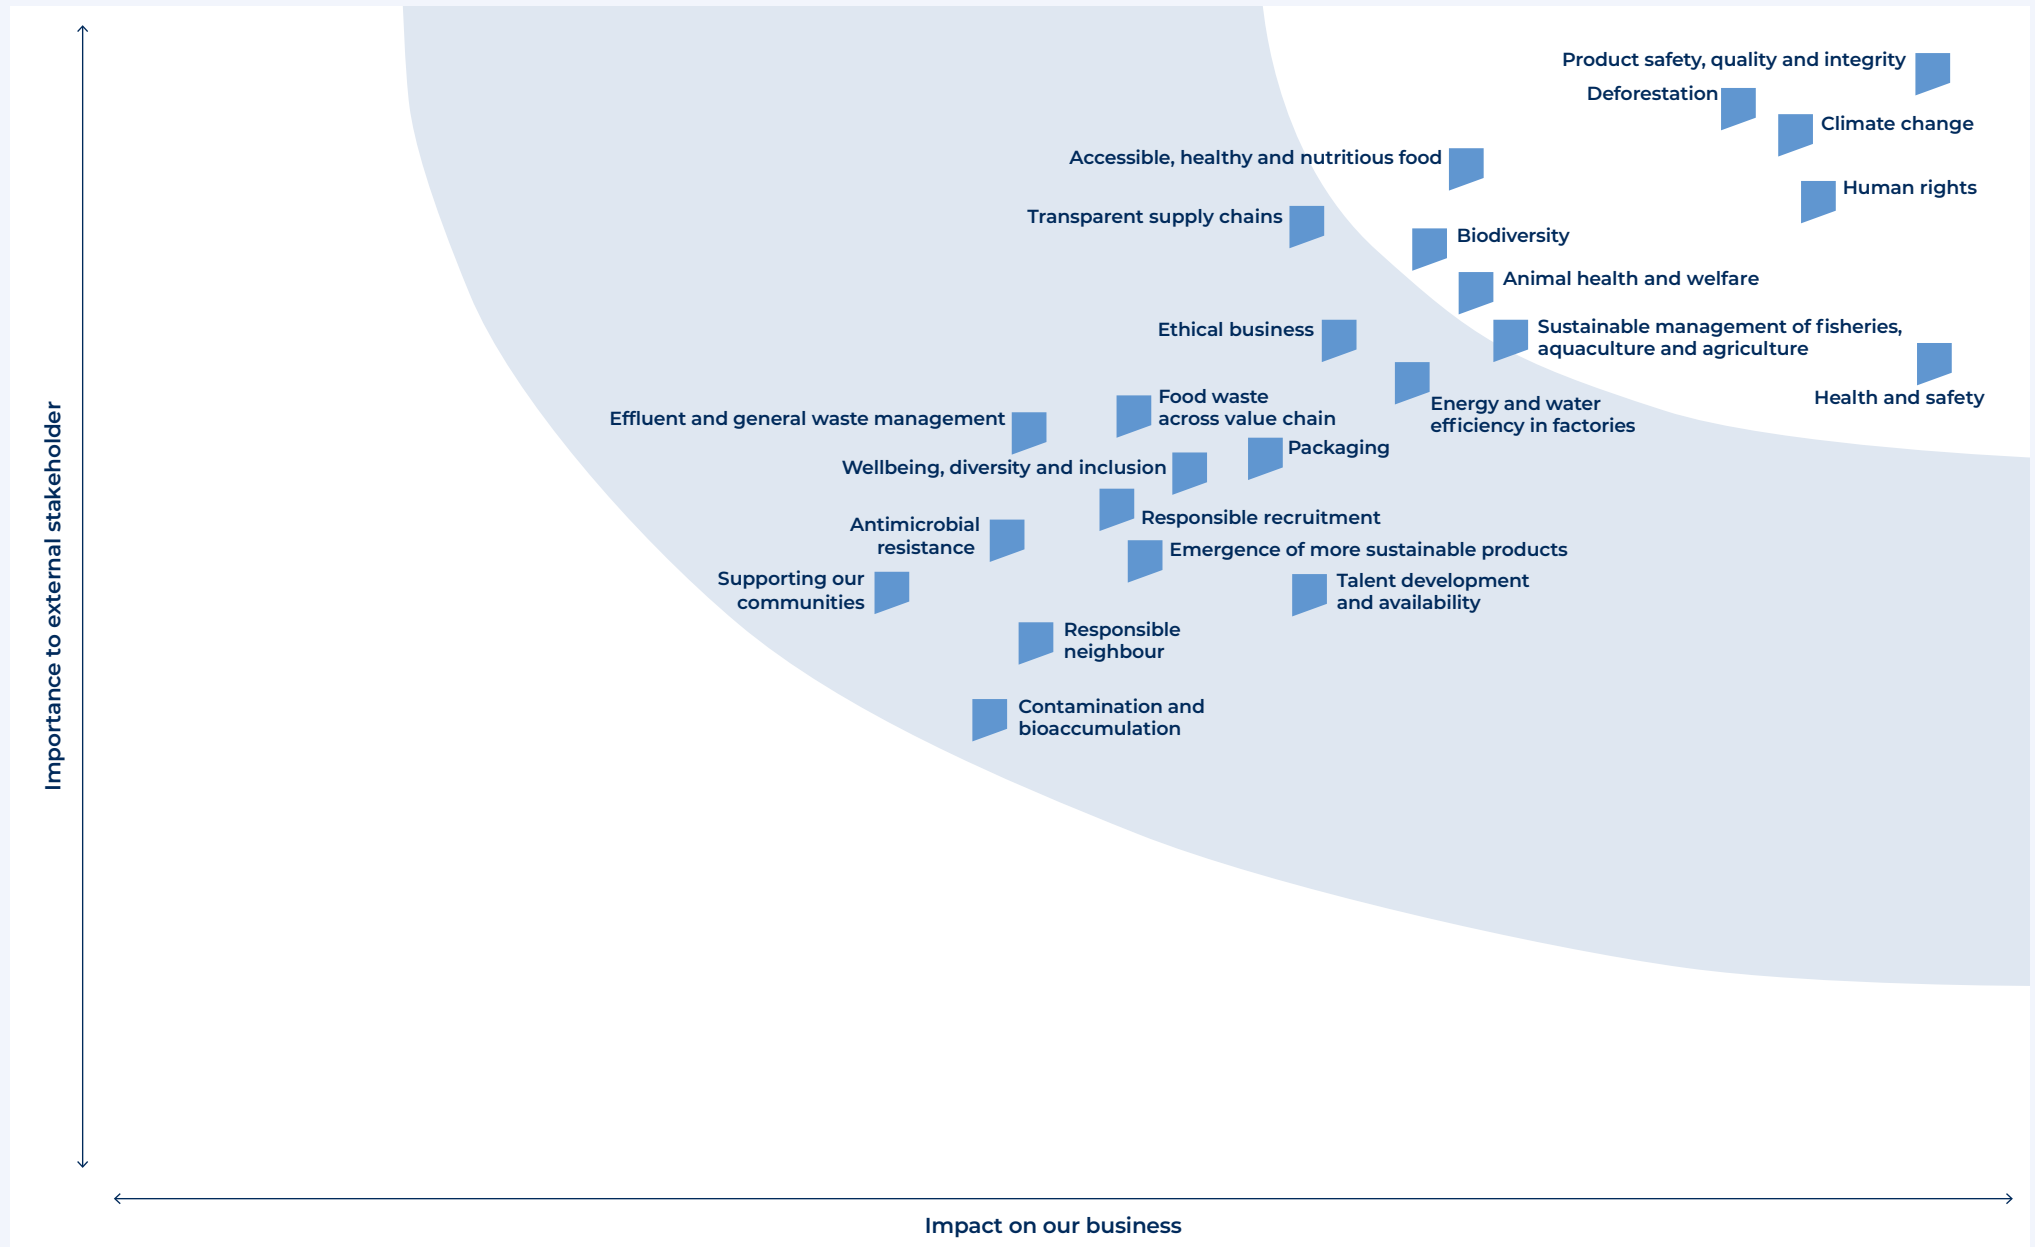 Product safety, quality and integrity
Deforestation
Climate change
Accessible, healthy and nutritious food
Human rights
Transparent supply chains
Biodiversity
Animal health and welfare
Ethical business
Sustainable management of fisheries,
aquaculture and agriculture
Health and safety
Food waste
across value chain
Energy and water
efficiency in factories
Effluent and general waste management
Packaging
Wellbeing, diversity and inclusion
Responsible recruitment
Antimicrobial
resistance
Emergence of more sustainable products
Supporting our
communities
Talent development
and availability
Responsible
neighbour
Contamination and
bioaccumulation
Importance to external stakeholder
Impact on our business